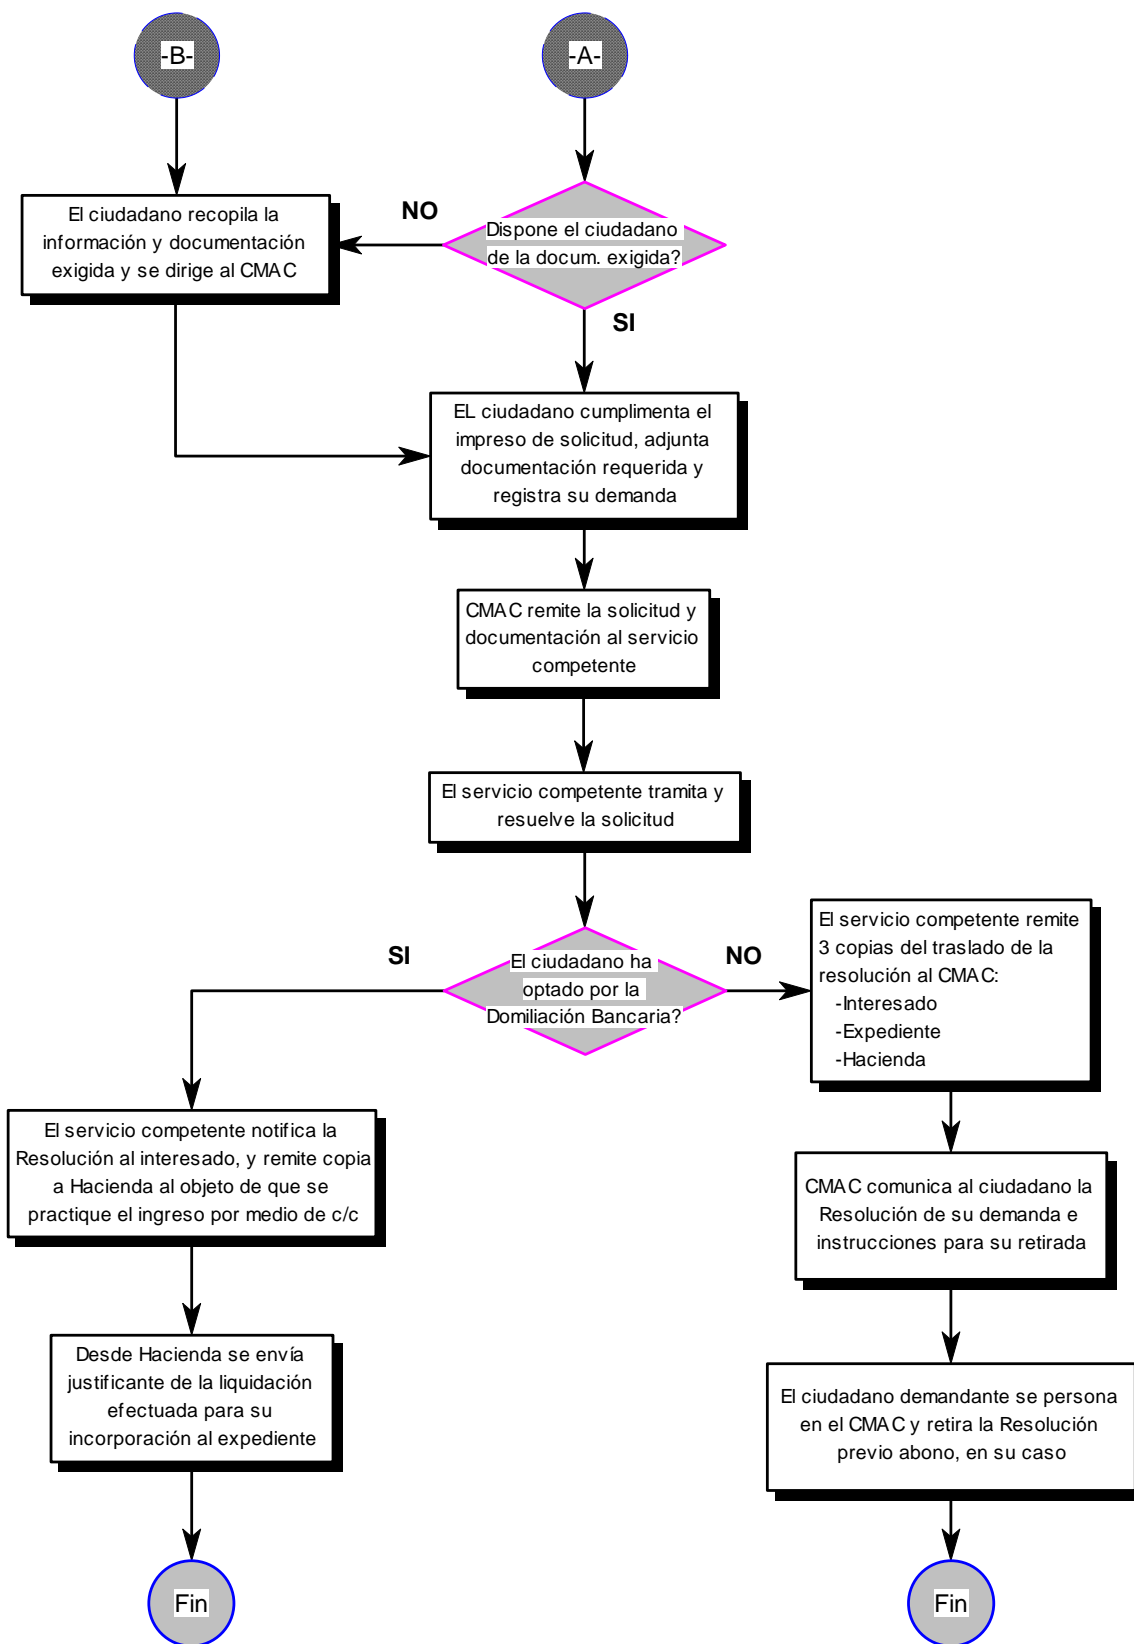 -B-
-A-
El ciudadano recopila la
información y documentación
exigida y se dirige al CMAC
NO
Dispone el ciudadano
de la docum. exigida?
SI
EL ciudadano cumplimenta el
impreso de solicitud, adjunta
documentación requerida y
registra su demanda
CMAC remite la solicitud y
documentación al servicio
competente
El servicio competente tramita y
resuelve la solicitud
SI
El ciudadano ha
optado por la
Domiliación Bancaria?
NO
El servicio competente remite
3 copias del traslado de la
resolución al CMAC:
-Interesado
-Expediente
-Hacienda
El servicio competente notifica la
Resolución al interesado, y remite copia
a Hacienda al objeto de que se
practique el ingreso por medio de c/c
CMAC comunica al ciudadano la
Resolución de su demanda e
instrucciones para su retirada
Desde Hacienda se envía
justificante de la liquidación
efectuada para su
incorporación al expediente
El ciudadano demandante se persona
en el CMAC y retira la Resolución
previo abono, en su caso
Fin
Fin